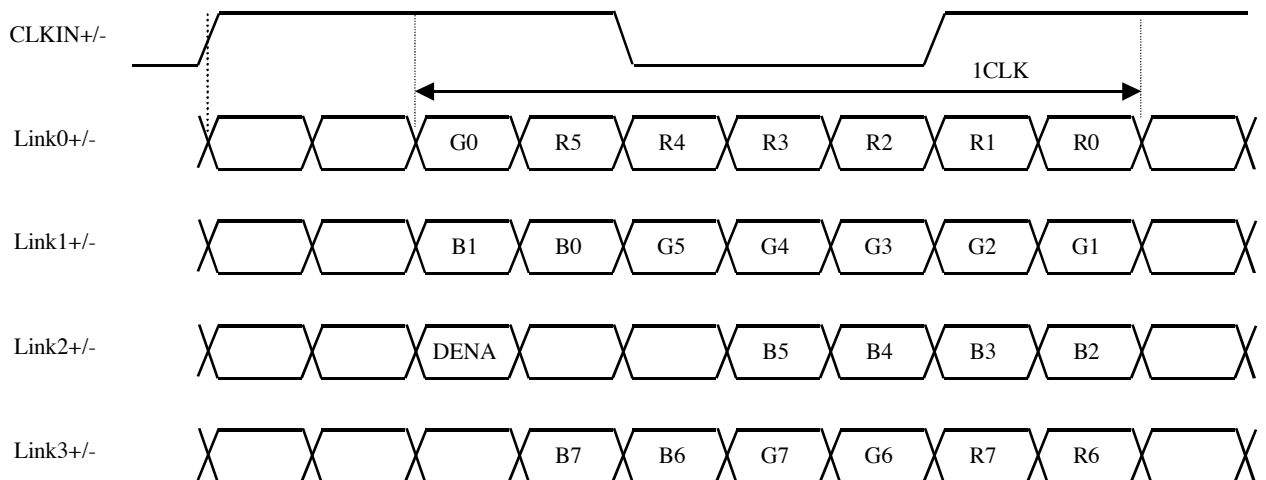 CLKIN+/-
1CLK
Link0+/- G0 R5 R4 R3 R2 R1 R0
Link1+/- B1 B0 G5 G4 G3 G2 G1
Link2+/- DENA B5 B4 B3 B2
Link3+/- B7 B6 G7 G6 R7 R6